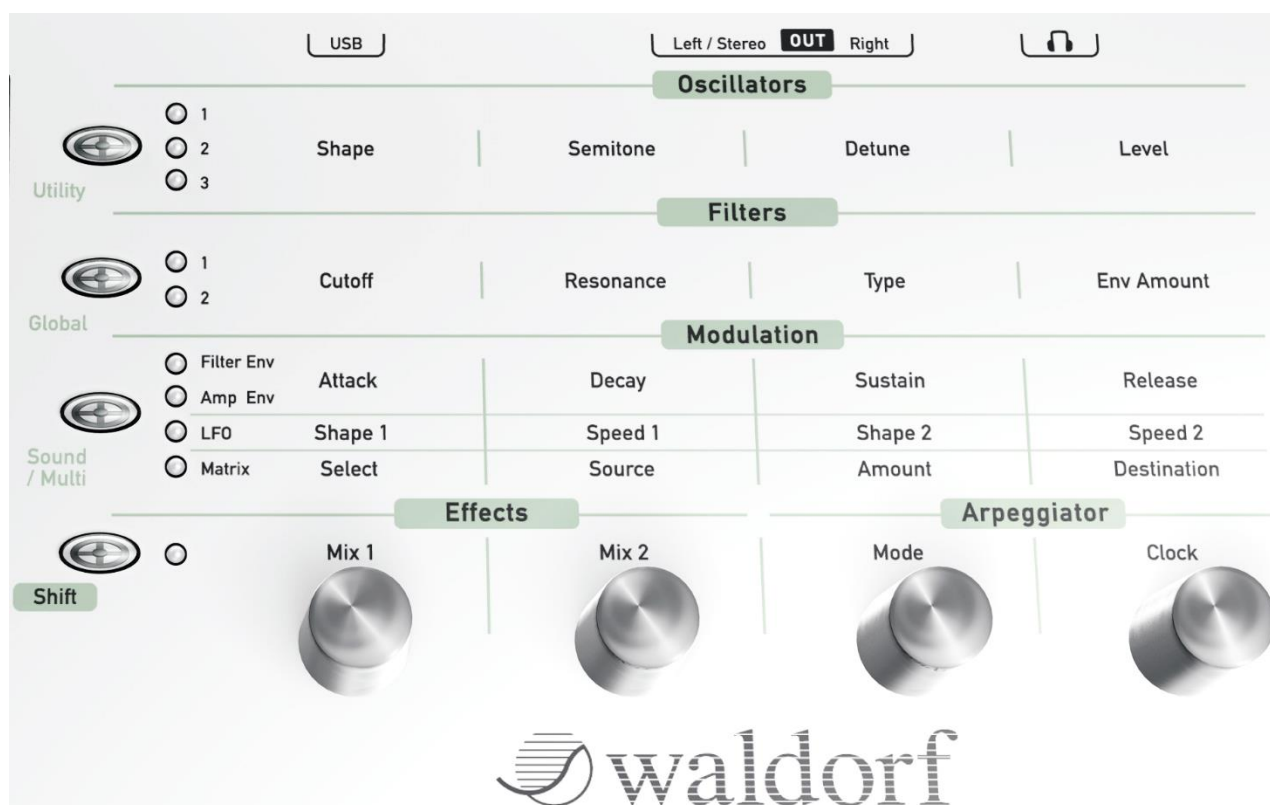 USB Left / Stereo OUT Right
Oscillators
1
2 Shape Semitone Detune Level
3
Utility
Filters
1
Cutoff Resonance Type Env Amount
2
Global
Modulation
Filter Env
Attack Decay Sustain Release
Amp Env
LFO Shape 1 Speed 1 Shape 2 Speed 2
Sound
/ Multi
Matrix Select Source Amount Destination
Effects Arpeggiator
Mix 1 Mix 2 Mode Clock
Shift
waldorf